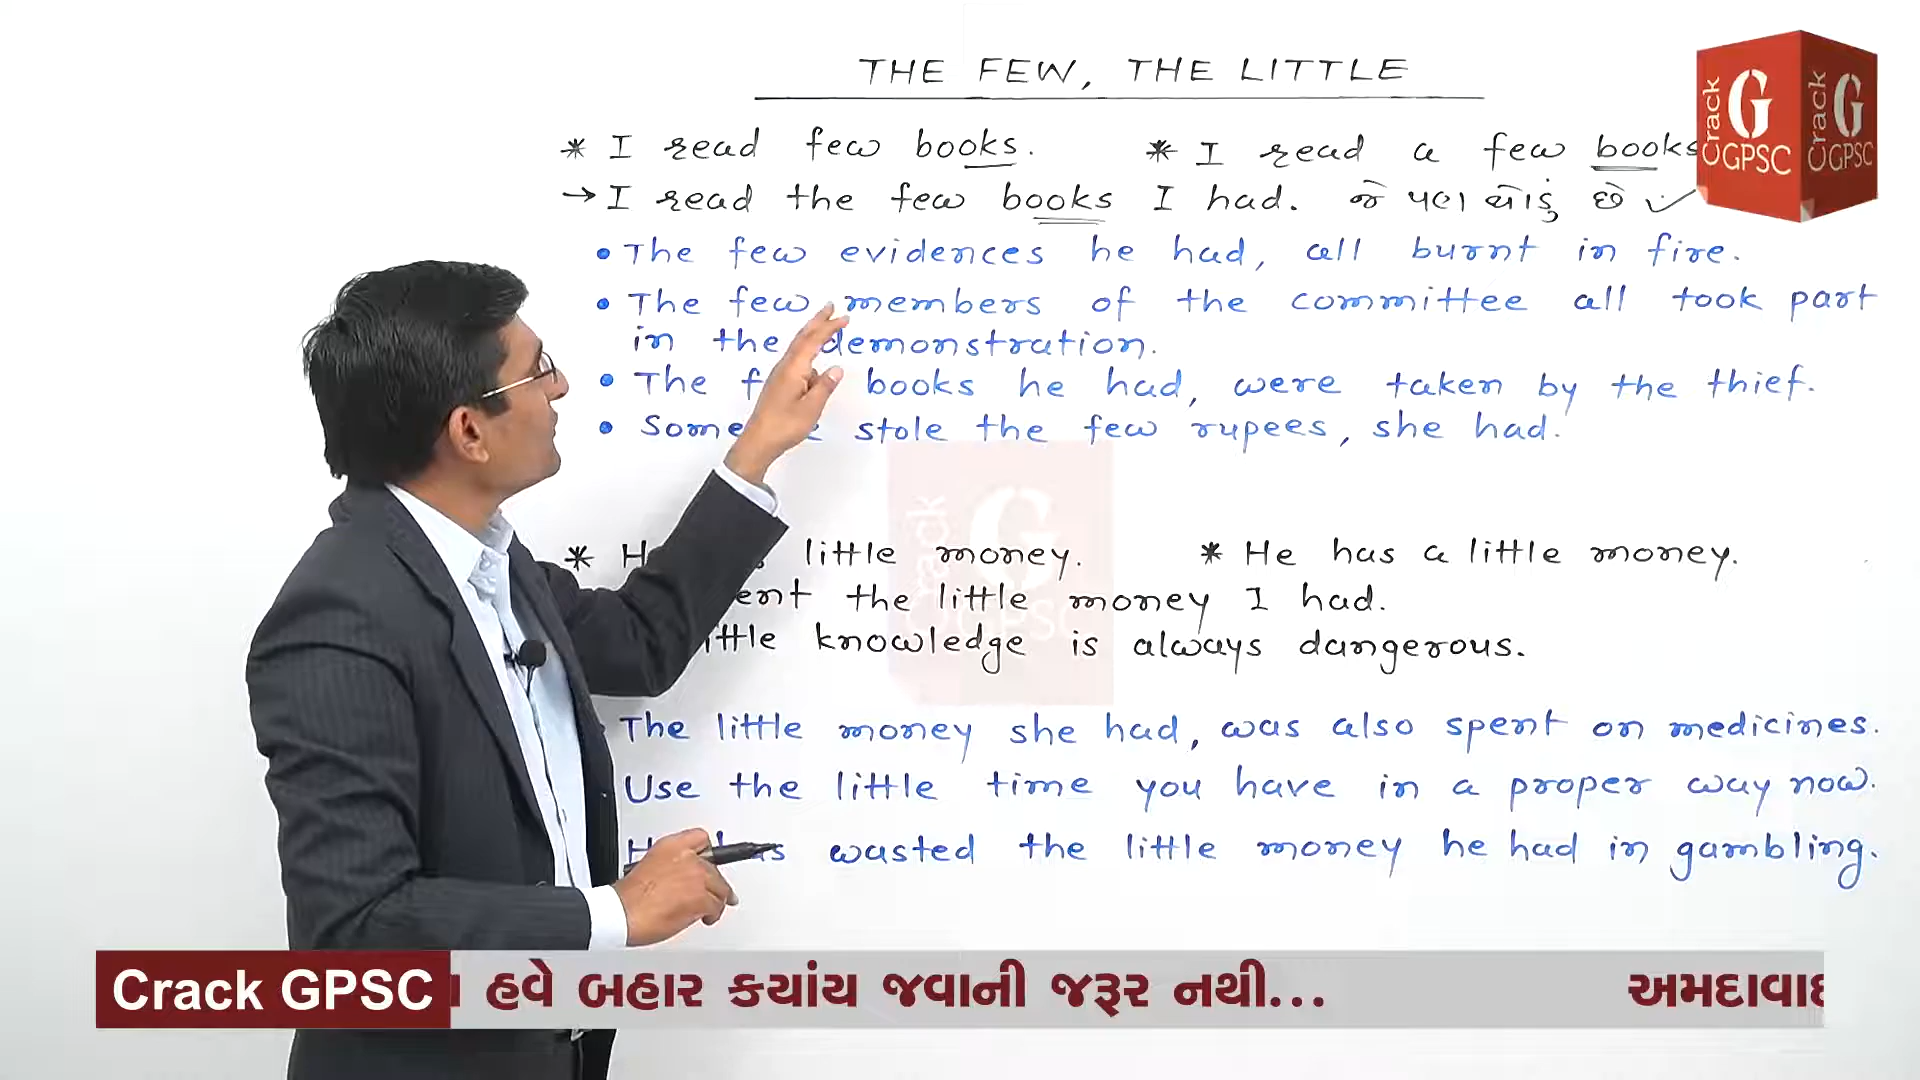 THE FEW, THE LITTLE
* I read few books. * I read a few books
→ I read the few books I had. જે પણ થોડું છે ✓
• The few evidences he had, all burnt in fire.
• The few members of the committee all took part
in the demonstration.
• The books he had, were taken by the thief.
• stole the few rupees, she had.
* little money. * He has a little money.
the little money I had.
knowledge is always dangerous.
The little money she had, was also spent on medicines.
Use the little time you have in a proper way now.
wasted the little money he had in gambling.
Crack GPSC
Crack GPSC
Crack GPSC
Crack GPSC હવે બહાર કયાંય જવાની જરૂર નથી...